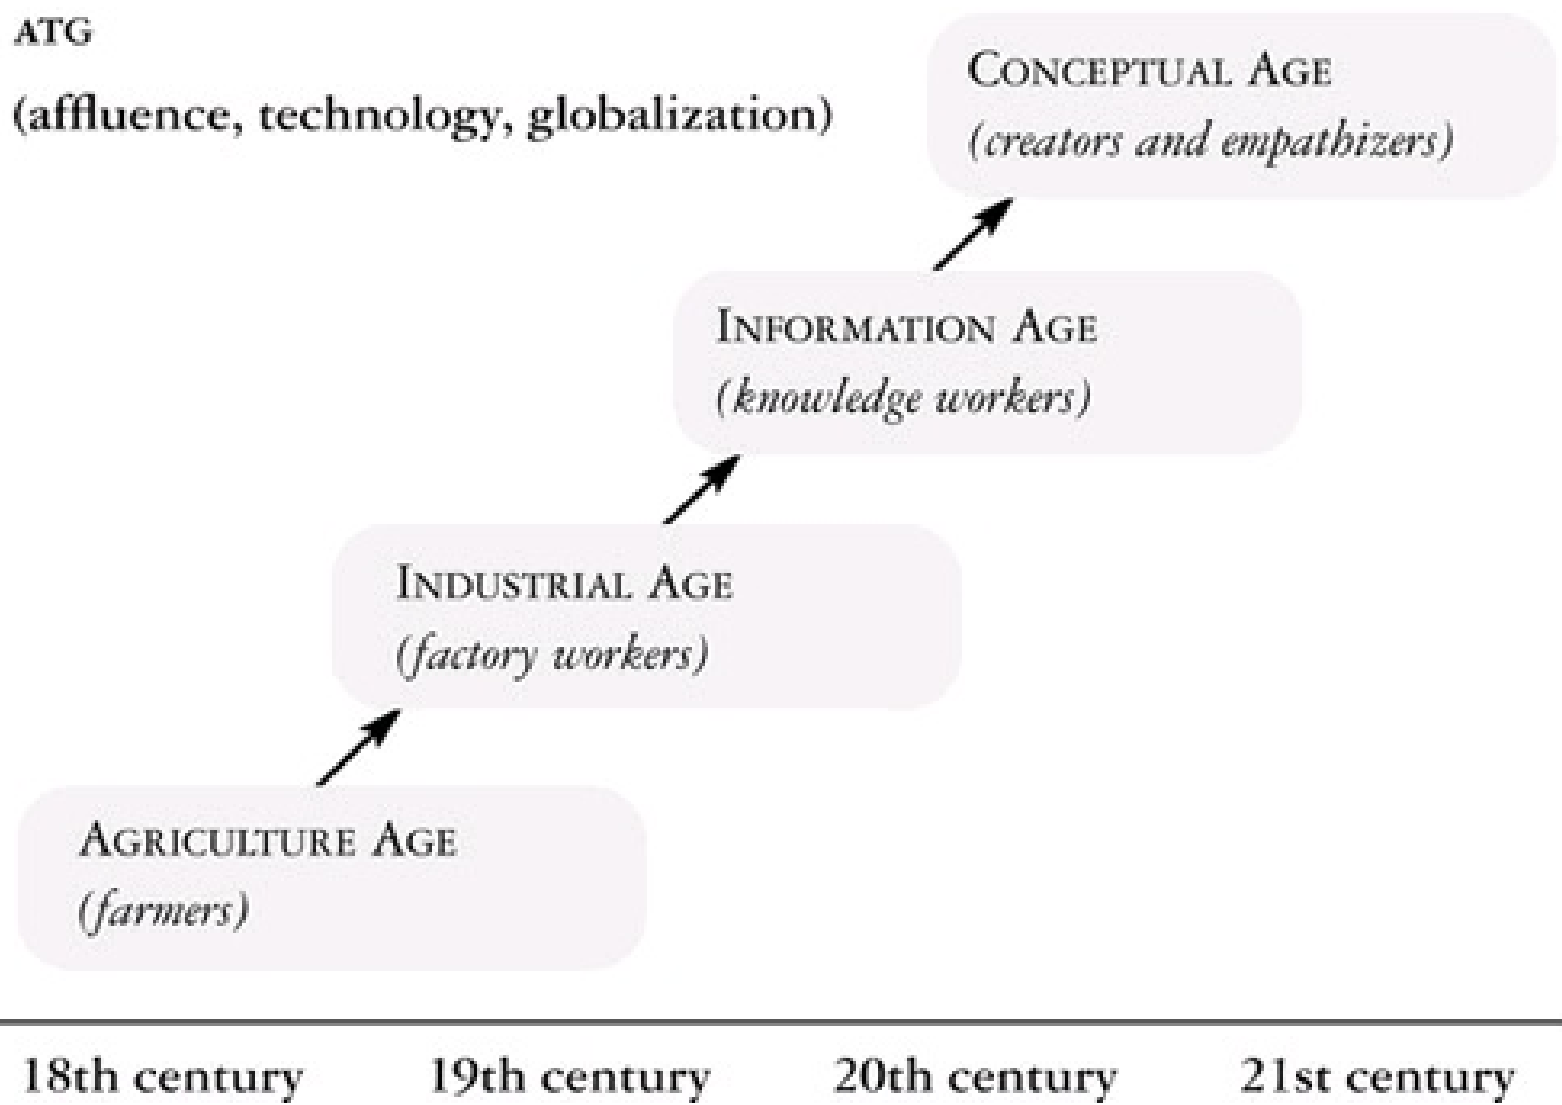 ATG
(affluence, technology, globalization)
CONCEPTUAL AGE
(creators and empathizers)
INFORMATION AGE
(knowledge workers)
INDUSTRIAL AGE
(factory workers)
AGRICULTURE AGE
(farmers)
18th century 19th century 20th century 21st century